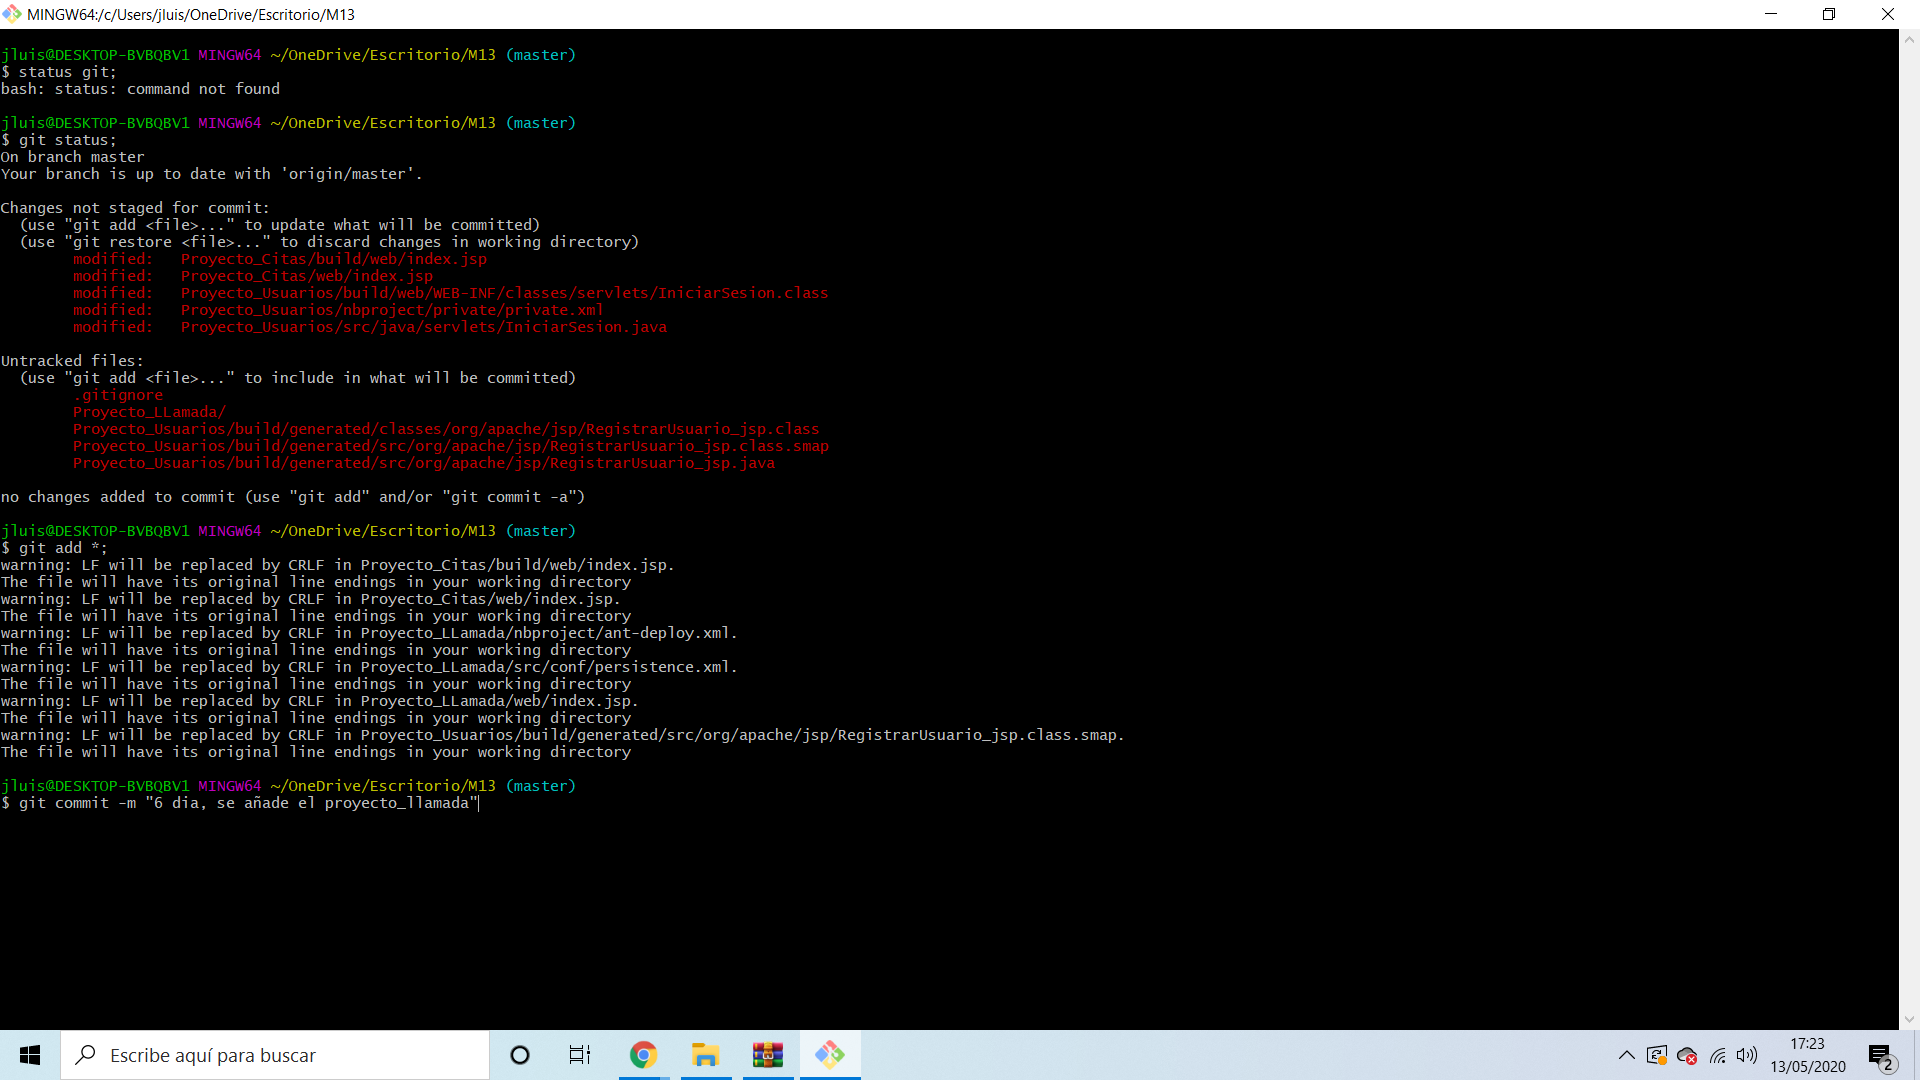 MINGW64:/c/Users/jluis/OneDrive/Escritorio/M13
jluis@DESKTOP-BVBQBV1 MINGW64 ~/OneDrive/Escritorio/M13 (master)
$ status git;
bash: status: command not found
jluis@DESKTOP-BVBQBV1 MINGW64 ~/OneDrive/Escritorio/M13 (master)
$ git status;
On branch master
Your branch is up to date with 'origin/master'.
Changes not staged for commit:
(use "git add <file>..." to update what will be committed)
(use "git restore <file>..." to discard changes in working directory)
modified: Proyecto_Citas/build/web/index.jsp
modified: Proyecto_Citas/web/index.jsp
modified: Proyecto_Usuarios/build/web/WEB-INF/classes/servlets/IniciarSesion.class
modified: Proyecto_Usuarios/nbproject/private/private.xml
modified: Proyecto_Usuarios/src/java/servlets/IniciarSesion.java
Untracked files:
(use "git add <file>..." to include in what will be committed)
.gitignore
Proyecto_LLamada/
Proyecto_Usuarios/build/generated/classes/org/apache/jsp/RegistrarUsuario_jsp.class
Proyecto_Usuarios/build/generated/src/org/apache/jsp/RegistrarUsuario_jsp.class.smap
Proyecto_Usuarios/build/generated/src/org/apache/jsp/RegistrarUsuario_jsp.java
no changes added to commit (use "git add" and/or "git commit -a")
jluis@DESKTOP-BVBQBV1 MINGW64 ~/OneDrive/Escritorio/M13 (master)
$ git add *;
warning: LF will be replaced by CRLF in Proyecto_Citas/build/web/index.jsp.
The file will have its original line endings in your working directory
warning: LF will be replaced by CRLF in Proyecto_Citas/web/index.jsp.
The file will have its original line endings in your working directory
warning: LF will be replaced by CRLF in Proyecto_LLamada/nbproject/ant-deploy.xml.
The file will have its original line endings in your working directory
warning: LF will be replaced by CRLF in Proyecto_LLamada/src/conf/persistence.xml.
The file will have its original line endings in your working directory
warning: LF will be replaced by CRLF in Proyecto_LLamada/web/index.jsp.
The file will have its original line endings in your working directory
warning: LF will be replaced by CRLF in Proyecto_Usuarios/build/generated/src/org/apache/jsp/RegistrarUsuario_jsp.class.smap.
The file will have its original line endings in your working directory
jluis@DESKTOP-BVBQBV1 MINGW64 ~/OneDrive/Escritorio/M13 (master)
$ git commit -m "6 dia, se añade el proyecto_llamada"
Escribe aquí para buscar
17:23
13/05/2020
2